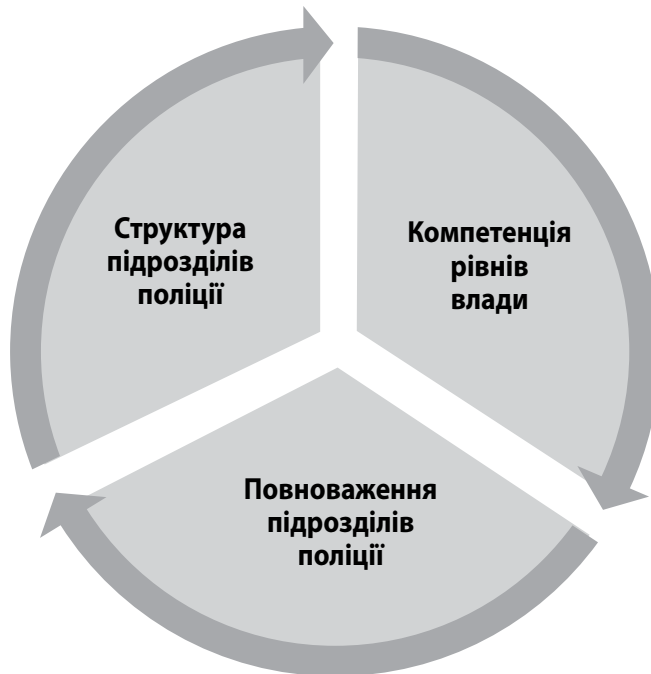 Структура
підрозділів
поліції
Компетенція
рівнів
влади
Повноваження
підрозділів
поліції